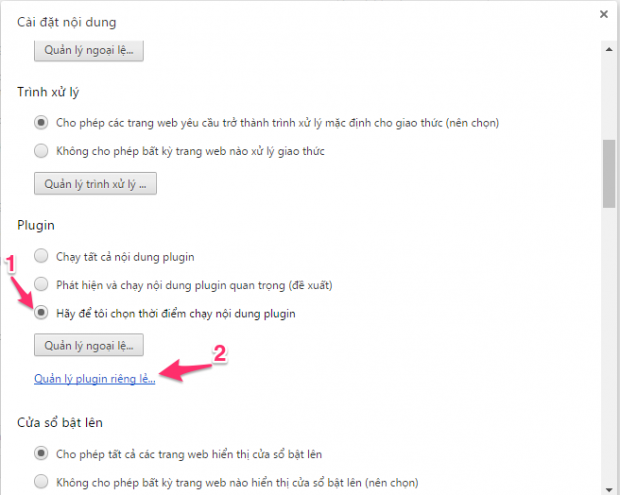 Cài đặt nội dung
Quản lý ngoại lệ...
Trình xử lý
Cho phép các trang web yêu cầu trở thành trình xử lý mặc định cho giao thức (nên chọn)
Không cho phép bất kỳ trang web nào xử lý giao thức
Quản lý trình xử lý ...
Plugin
Chạy tất cả nội dung plugin
1
Phát hiện và chạy nội dung plugin quan trọng (đề xuất)
Hãy để tôi chọn thời điểm chạy nội dung plugin
Quản lý ngoại lệ...
2
Quản lý plugin riêng lẻ...
Cửa sổ bật lên
Cho phép tất cả các trang web hiển thị cửa sổ bật lên
Không cho phép bất kỳ trang web nào hiển thị cửa sổ bật lên (nên chọn)